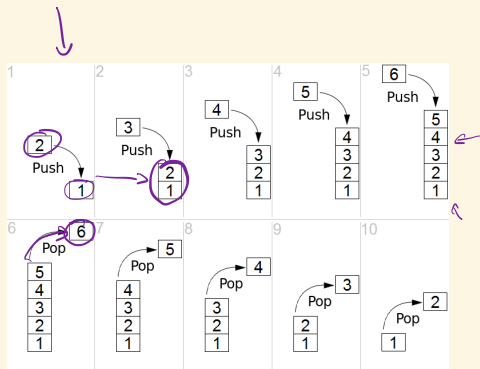 1 2 3 4 5
2 Push 1
3 Push 2 1
4 Push 3 2 1
5 Push 4 3 2 1
6 Push 5 4 3 2 1
6 7 8 9 10
6 Pop 5 4 3 2 1
5 Pop 4 3 2 1
4 Pop 3 2 1
3 Pop 2 1
2 Pop 1